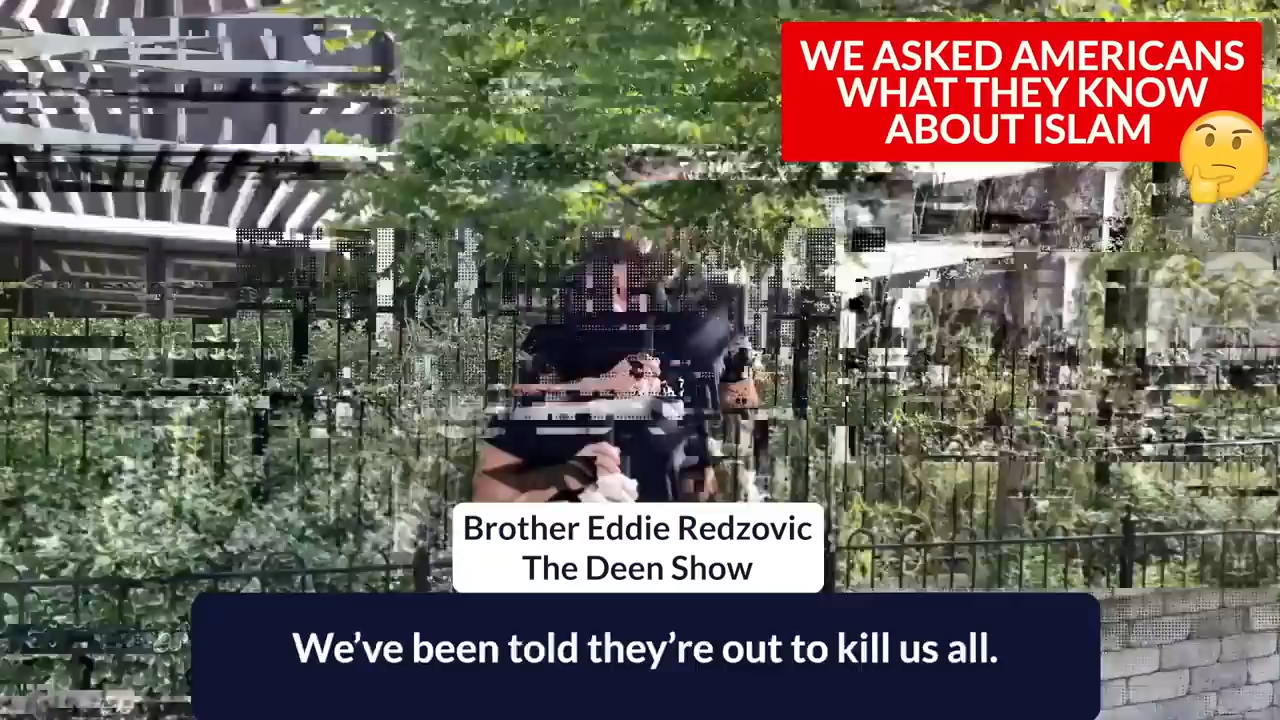 WE ASKED AMERICANS
WHAT THEY KNOW
ABOUT ISLAM
Brother Eddie Redzovic
The Deen Show
We've been told they're out to kill us all.